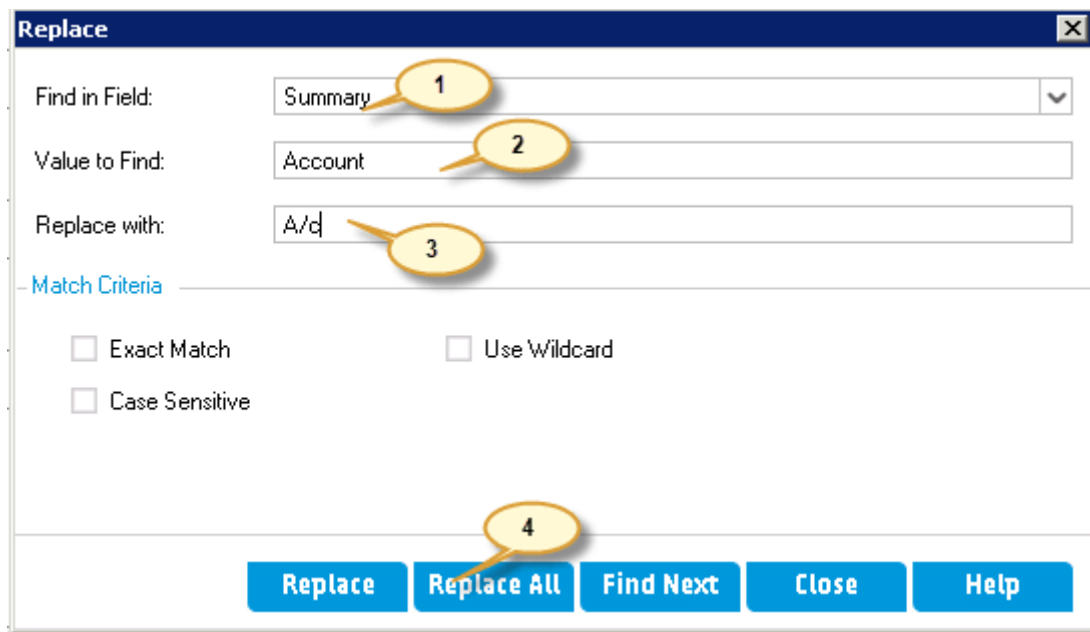 Replace
Find in Field: Summary 1
Value to Find: Account 2
Replace with: A/c 3
Match Criteria
Exact Match Use Wildcard
Case Sensitive
4
Replace Replace All Find Next Close Help